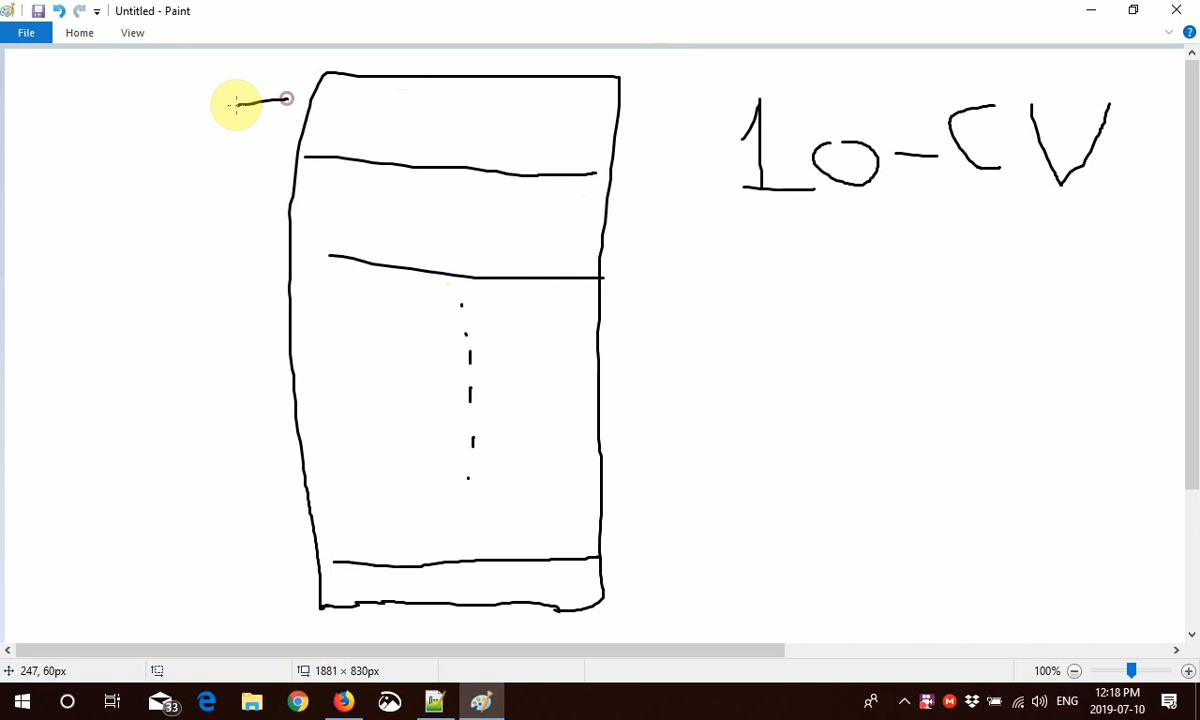 Untitled - Paint
File Home View
10-CV
247, 60px
1881 × 830px
100%
33
ENG
12:18 PM
2019-07-10